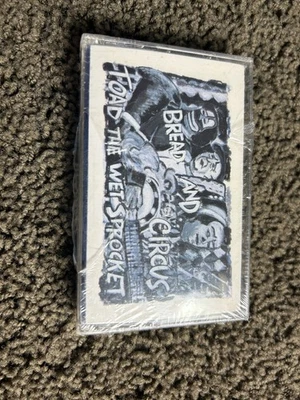 BREAD AND
CIRCUS
TOAD THE WET SPROCKET